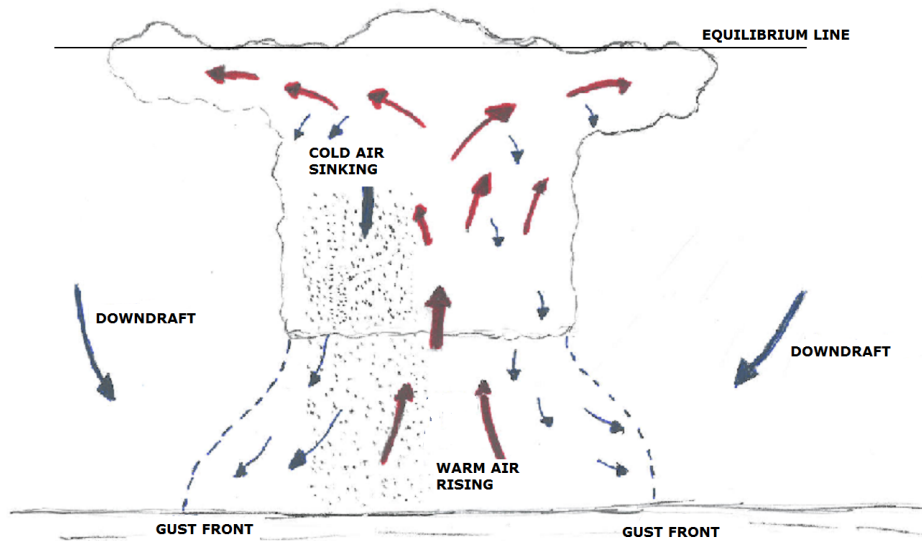 EQUILIBRIUM LINE
COLD AIR
SINKING
DOWNDRAFT
DOWNDRAFT
WARM AIR
RISING
GUST FRONT
GUST FRONT